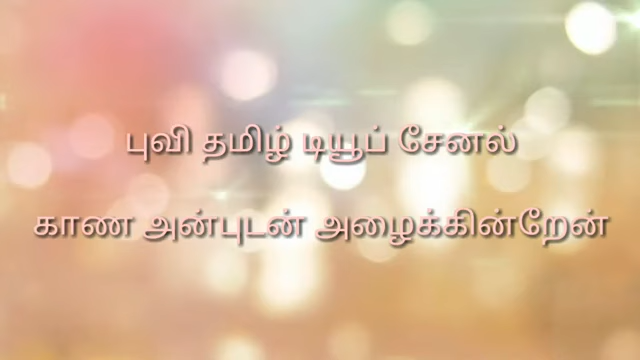 புவி தமிழ் டியூப் சேனல்
காண அன்புடன் அழைக்கின்றேன்